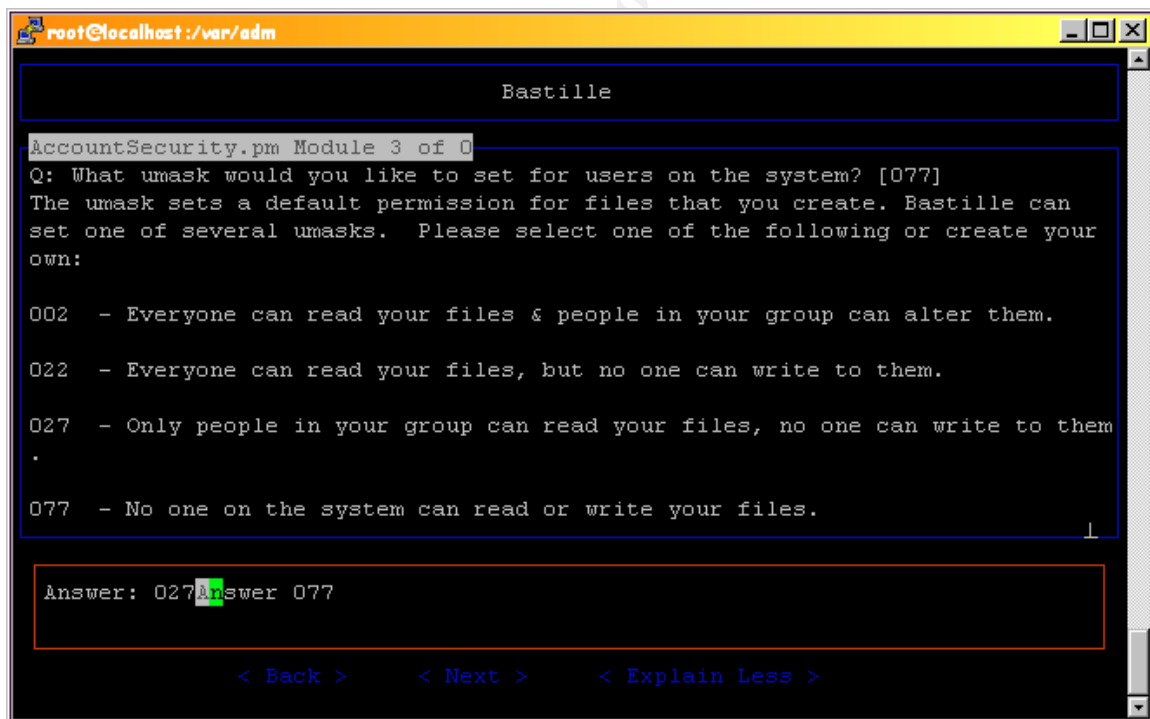 root@localhost:/var/adm
Bastille
AccountSecurity.pm Module 3 of 0
Q: What umask would you like to set for users on the system? [077]
The umask sets a default permission for files that you create. Bastille can
set one of several umasks.  Please select one of the following or create your
own:
002  - Everyone can read your files & people in your group can alter them.
022  - Everyone can read your files, but no one can write to them.
027  - Only people in your group can read your files, no one can write to them
.
077  - No one on the system can read or write your files.
Answer: 027Answer 077
< Back >      < Next >      < Explain Less >